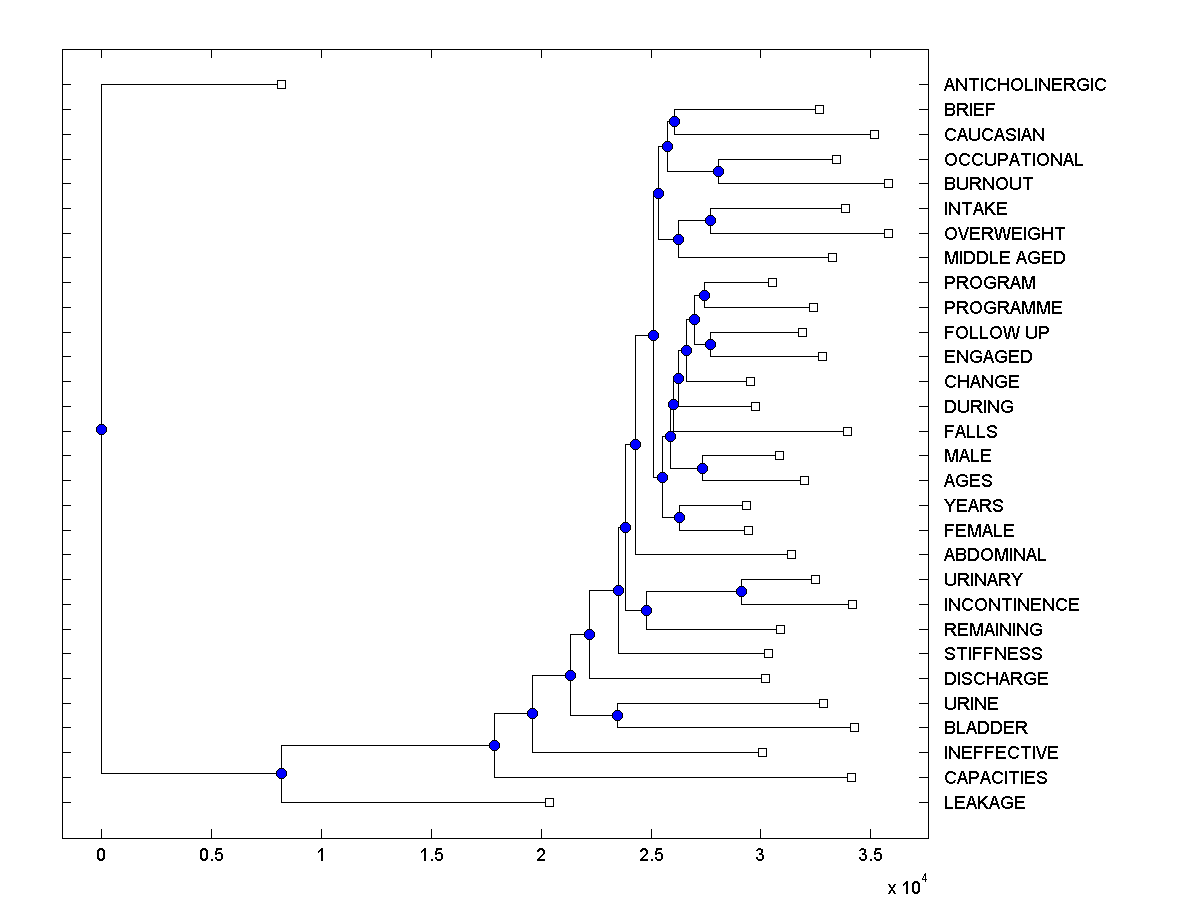 ANTICHOLINERGIC
BRIEF
CAUCASIAN
OCCUPATIONAL
BURNOUT
INTAKE
OVERWEIGHT
MIDDLE AGED
PROGRAM
PROGRAMME
FOLLOW UP
ENGAGED
CHANGE
DURING
FALLS
MALE
AGES
YEARS
FEMALE
ABDOMINAL
URINARY
INCONTINENCE
REMAINING
STIFFNESS
DISCHARGE
URINE
BLADDER
INEFFECTIVE
CAPACITIES
LEAKAGE
0 0.5 1 1.5 2 2.5 3 3.5
x 10^4